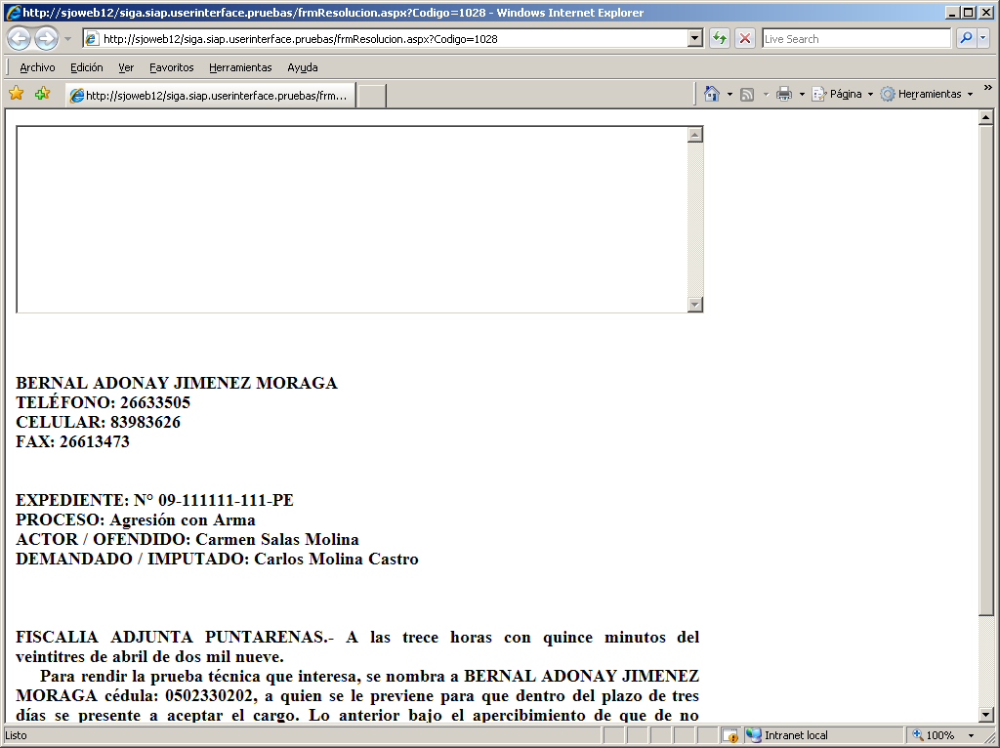 http://sjoweb12/siga.siap.userinterface.pruebas/frmResolucion.aspx?Codigo=1028 - Windows Internet Explorer
http://sjoweb12/siga.siap.userinterface.pruebas/frmResolucion.aspx?Codigo=1028
Live Search
Archivo Edición Ver Favoritos Herramientas Ayuda
http://sjoweb12/siga.siap.userinterface.pruebas/frm...
Página Herramientas
BERNAL ADONAY JIMENEZ MORAGA
TELÉFONO: 26633505
CELULAR: 83983626
FAX: 26613473
EXPEDIENTE: N° 09-111111-111-PE
PROCESO: Agresión con Arma
ACTOR / OFENDIDO: Carmen Salas Molina
DEMANDADO / IMPUTADO: Carlos Molina Castro
FISCALIA ADJUNTA PUNTARENAS.- A las trece horas con quince minutos del
veintitres de abril de dos mil nueve.
Para rendir la prueba técnica que interesa, se nombra a BERNAL ADONAY JIMENEZ
MORAGA cédula: 0502330202, a quien se le previene para que dentro del plazo de tres
días se presente a aceptar el cargo. Lo anterior bajo el apercibimiento de que de no
Listo
Intranet local
100%